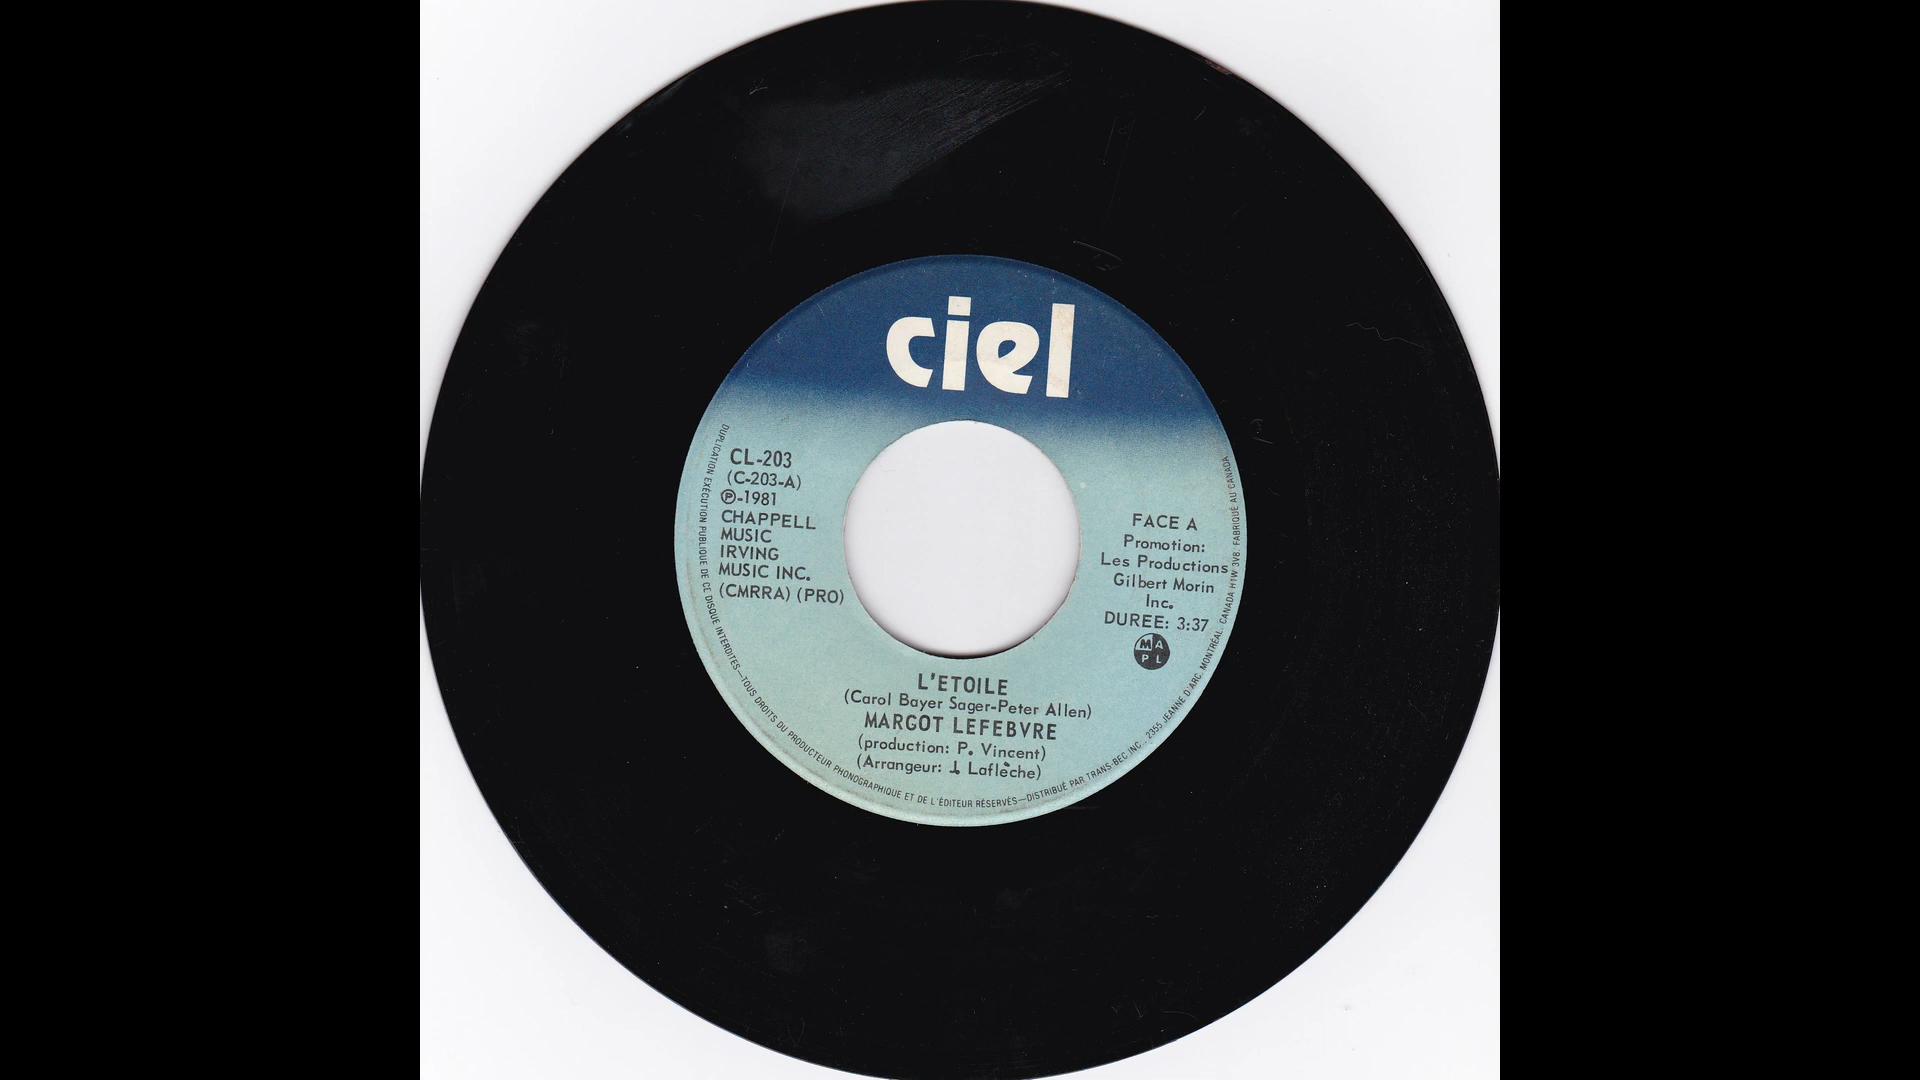 ciel
CL-203
(C-203-A)
℗-1981
CHAPPELL
MUSIC
IRVING
MUSIC INC.
(CMRRA) (PRO)
FACE A
Promotion:
Les Productions
Gilbert Morin
Inc.
DUREE: 3:37
MA
PL
L'ETOILE
(Carol Bayer Sager-Peter Allen)
MARGOT LEFEBVRE
(production: P. Vincent)
(Arrangeur: J. Laflèche)
DUPLICATION EXÉCUTION PUBLIQUE DE CE DISQUE INTERDITES—TOUS DROITS DU PRODUCTEUR PHONOGRAPHIQUE ET DE L'ÉDITEUR RÉSERVÉS—DISTRIBUÉ PAR TRANS-BEC INC., 2355 JEANNE D'ARC, MONTRÉAL, CANADA H1W 3V8. FABRIQUÉ AU CANADA